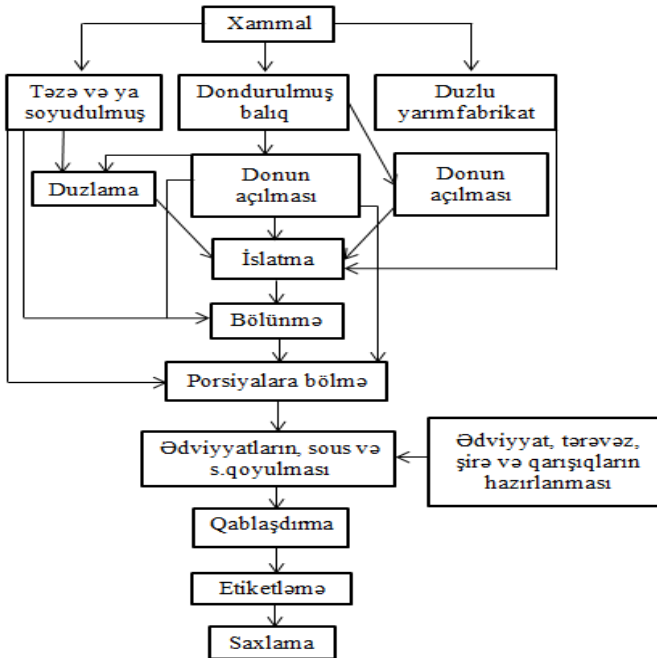 Xammal
Təzə və ya
soyudulmuş
Dondurulmuş
balıq
Duzlu
yarımfabrikat
Duzlama
Donun
açılması
Donun
açılması
İslatma
Bölünmə
Porsiyalara bölmə
Ədviyyatların, sous və
s.qoyulması
Ədviyyat, tərəvəz,
şirə və qarışıqların
hazırlanması
Qablaşdırma
Etiketləmə
Saxlama